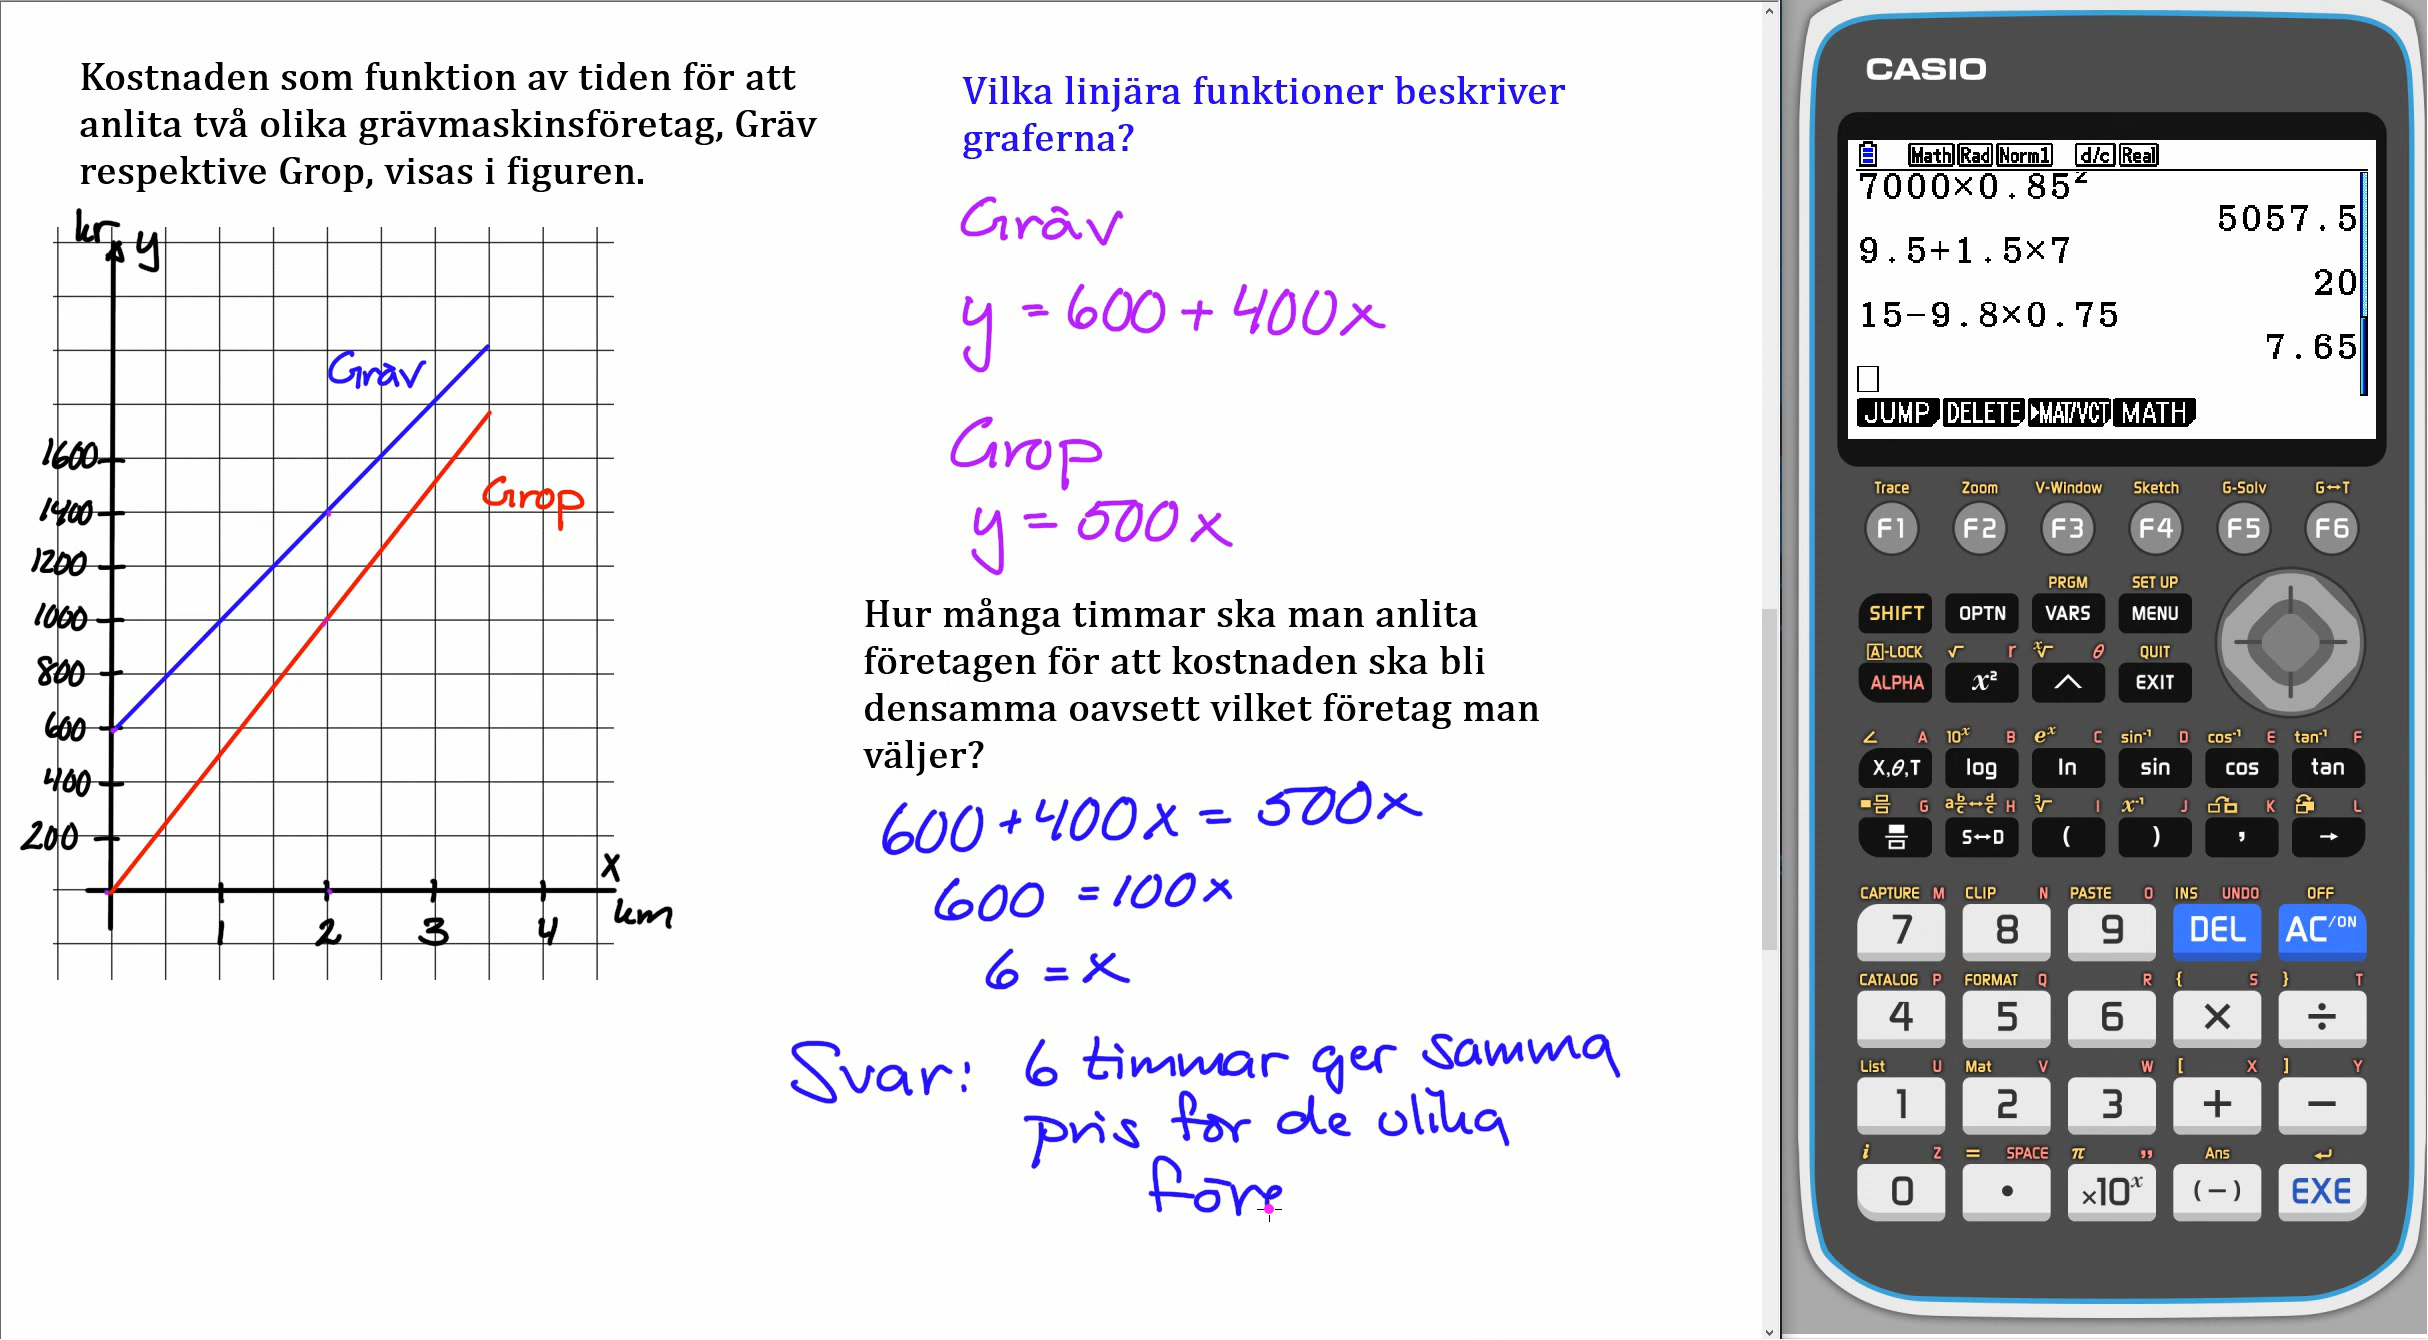 Kostnaden som funktion av tiden för att
anlita två olika grävmaskinsföretag, Gräv
respektive Grop, visas i figuren.
kr y
Gräv
Grop
1600
1400
1200
1000
800
600
400
200
x
km
1 2 3 4
Vilka linjära funktioner beskriver
graferna?
Gräv
y = 600 + 400x
Grop
y = 500x
Hur många timmar ska man anlita
företagen för att kostnaden ska bli
densamma oavsett vilket företag man
väljer?
600 + 400x = 500x
600 = 100x
6 = x
Svar: 6 timmar ger samma
pris för de olika
före
CASIO
Math Rad Norm1 d/c Real
7000×0.85²
5057.5
9.5+1.5×7
20
15-9.8×0.75
7.65
JUMP DELETE ▸MAT/VCT MATH
Trace Zoom V-Window Sketch G-Solv G↔T
F1 F2 F3 F4 F5 F6
PRGM SET UP
SHIFT OPTN VARS MENU
A-LOCK √ r ˣ√ θ QUIT
ALPHA x² ^ EXIT
∠ A 10ˣ B eˣ C sin⁻¹ D cos⁻¹ E tan⁻¹ F
X,θ,T log ln sin cos tan
G a b/c↔d/c H ³√ I x⁻¹ J K L
S↔D ( ) , →
CAPTURE M CLIP N PASTE O INS UNDO OFF
7 8 9 DEL AC/ON
CATALOG P FORMAT Q R { S } T
4 5 6 × ÷
List U Mat V W [ X ] Y
1 2 3 + −
i Z = SPACE π " Ans ↵
0 • ×10ˣ (−) EXE